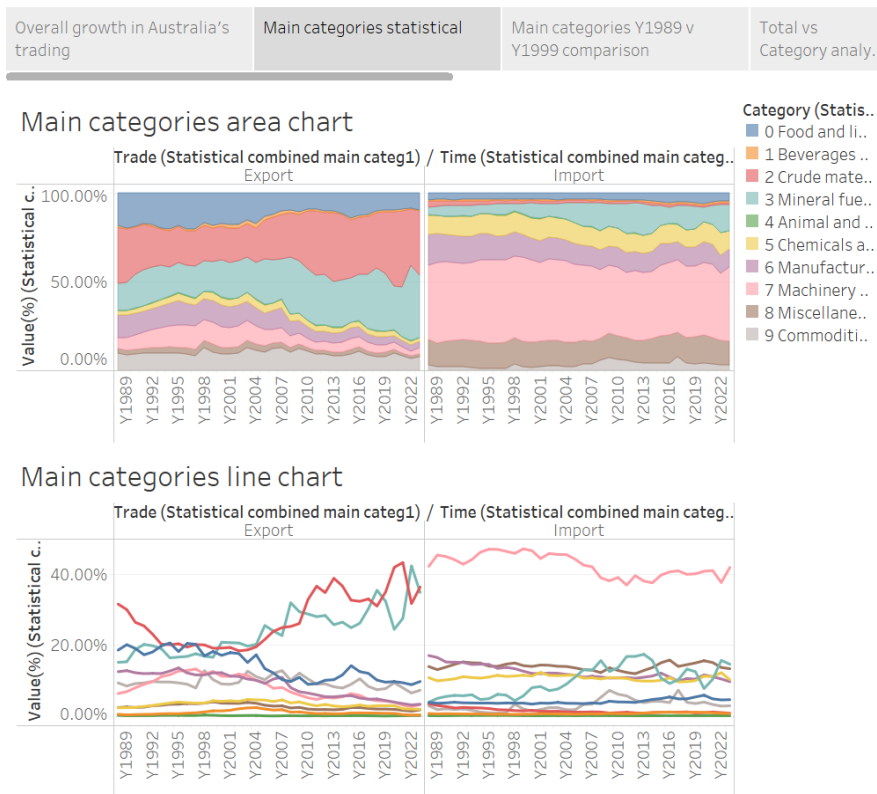 Overall growth in Australia's
trading
Main categories statistical
Main categories Y1989 v
Y1999 comparison
Total vs
Category analy.
Main categories area chart
Trade (Statistical combined main categ1) / Time (Statistical combined main categ..
Export
Import
Value(%) (Statistical c..
100.00%
50.00%
0.00%
Y1989
Y1992
Y1995
Y1998
Y2001
Y2004
Y2007
Y2010
Y2013
Y2016
Y2019
Y2022
Y1989
Y1992
Y1995
Y1998
Y2001
Y2004
Y2007
Y2010
Y2013
Y2016
Y2019
Y2022
Category (Statis..
0 Food and li..
1 Beverages ..
2 Crude mate..
3 Mineral fue..
4 Animal and ..
5 Chemicals a..
6 Manufactur..
7 Machinery ..
8 Miscellane..
9 Commoditi..
Main categories line chart
Trade (Statistical combined main categ1) / Time (Statistical combined main categ..
Export
Import
Value(%) (Statistical c..
40.00%
20.00%
0.00%
Y1989
Y1992
Y1995
Y1998
Y2001
Y2004
Y2007
Y2010
Y2013
Y2016
Y2019
Y2022
Y1989
Y1992
Y1995
Y1998
Y2001
Y2004
Y2007
Y2010
Y2013
Y2016
Y2019
Y2022